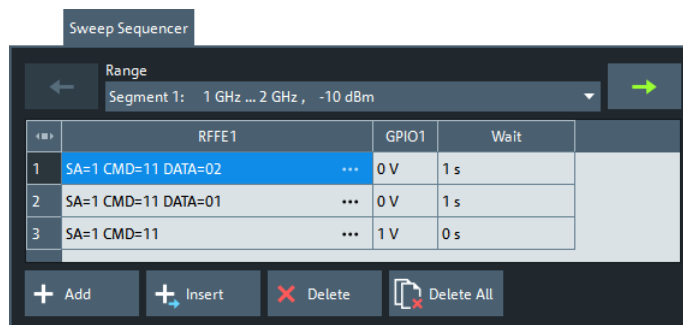 Sweep Sequencer
Range
Segment 1: 1 GHz ... 2 GHz , -10 dBm
RFFE1 GPIO1 Wait
1 SA=1 CMD=11 DATA=02 ... 0 V 1 s
2 SA=1 CMD=11 DATA=01 ... 0 V 1 s
3 SA=1 CMD=11 ... 1 V 0 s
Add Insert Delete Delete All